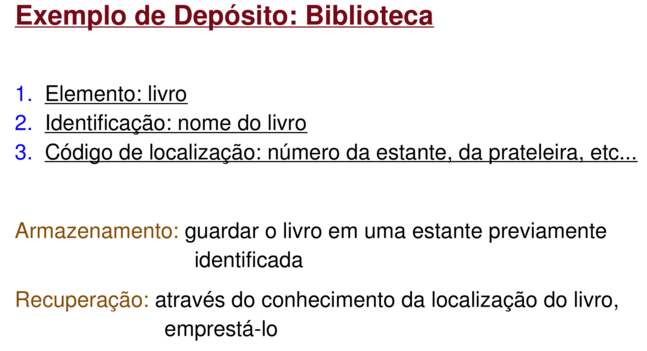 Exemplo de Depósito: Biblioteca
1. Elemento: livro
2. Identificação: nome do livro
3. Código de localização: número da estante, da prateleira, etc...
Armazenamento: guardar o livro em uma estante previamente
identificada
Recuperação: através do conhecimento da localização do livro,
emprestá-lo